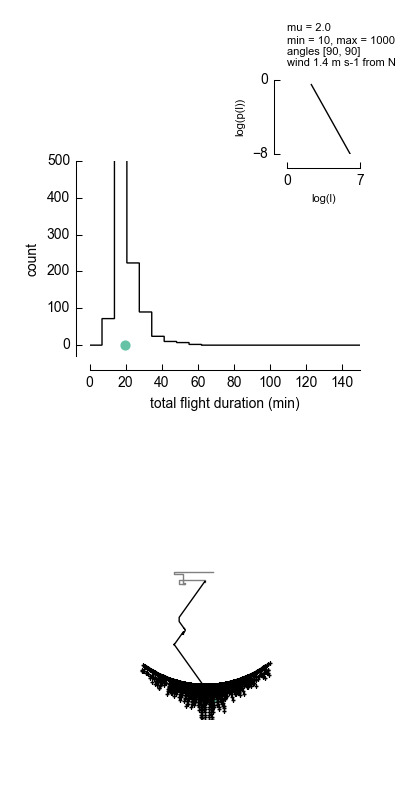 mu = 2.0
min = 10, max = 1000
angles [90, 90]
wind 1.4 m s-1 from N
0
log(p(l))
−8
0 7
log(l)
500
400
300
count
200
100
0
0 20 40 60 80 100 120 140
total flight duration (min)